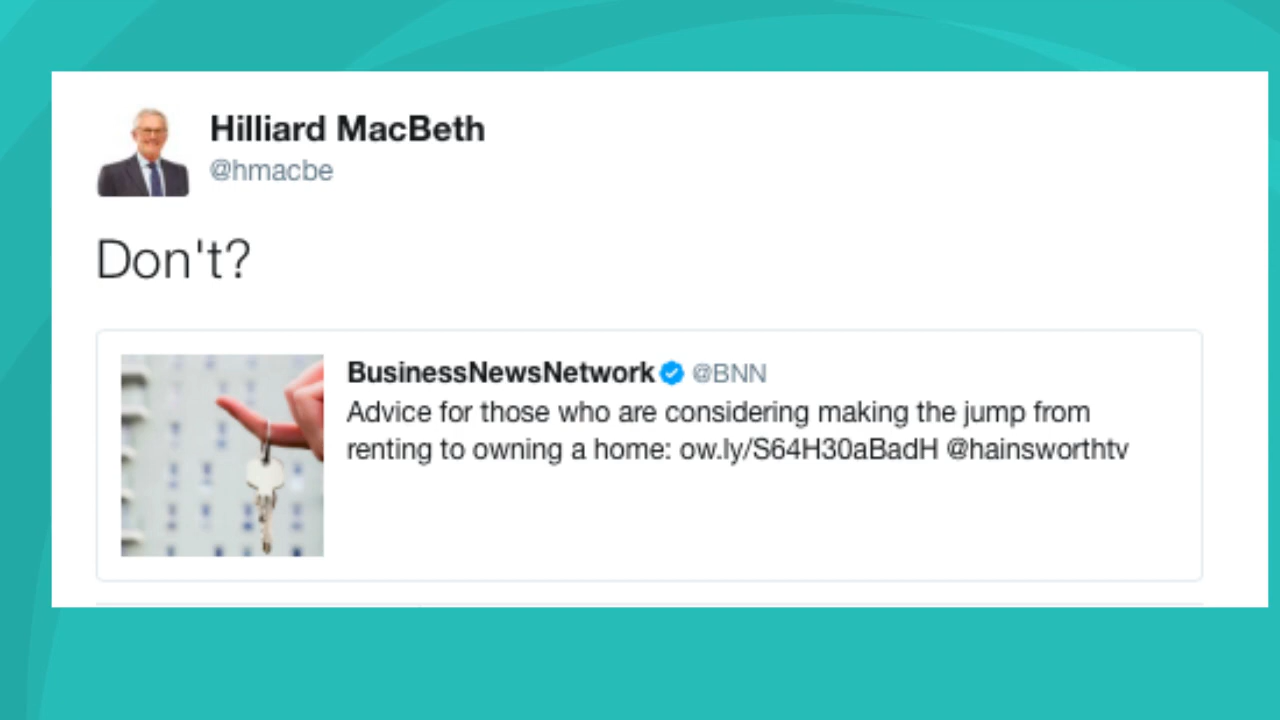 Hilliard MacBeth
@hmacbe
Don't?
BusinessNewsNetwork @BNN
Advice for those who are considering making the jump from
renting to owning a home: ow.ly/S64H30aBadH @hainsworthtv